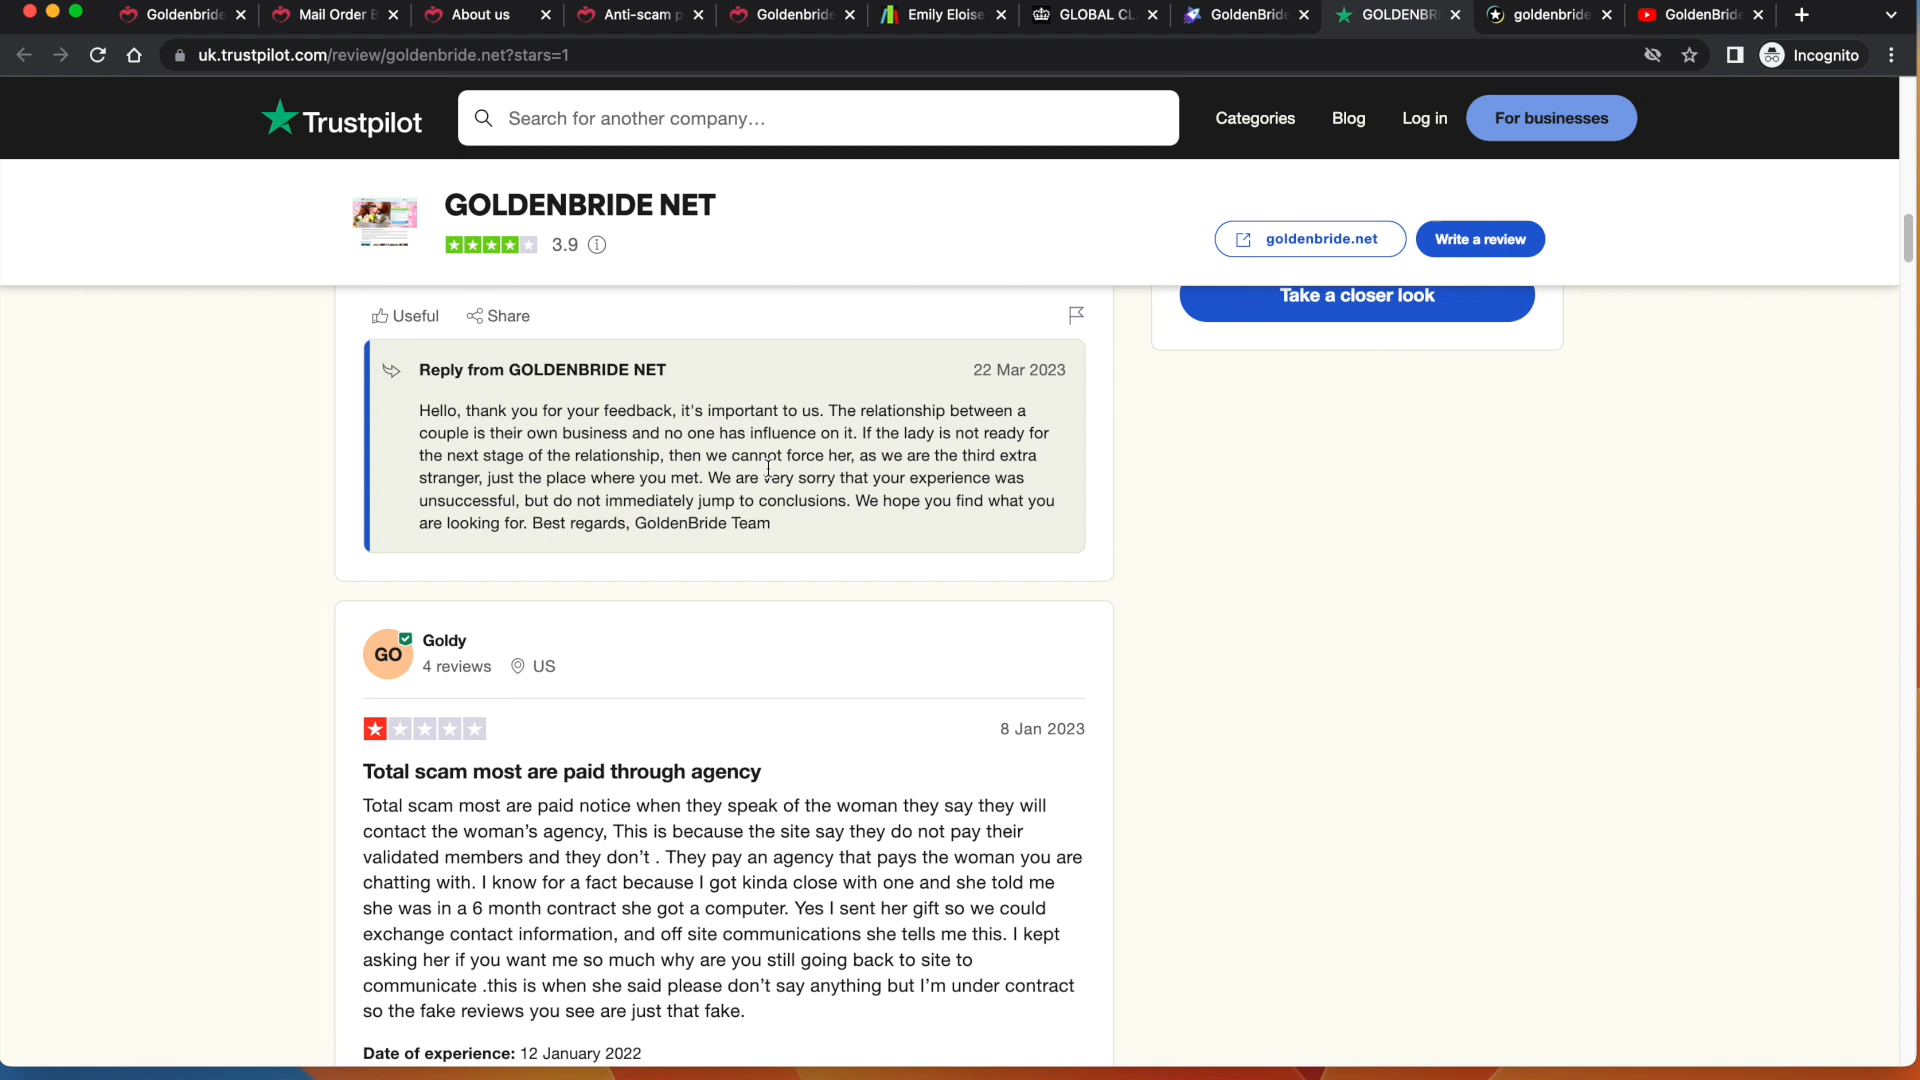 Goldenbride
Mail Order B
About us
Anti-scam p
Goldenbride
Emily Eloise
GLOBAL CL
GoldenBride
GOLDENBRI
goldenbride
GoldenBride
uk.trustpilot.com/review/goldenbride.net?stars=1
Incognito
Trustpilot
Search for another company…
Categories
Blog
Log in
For businesses
GOLDENBRIDE NET
3.9
goldenbride.net
Write a review
Take a closer look
Useful
Share
Reply from GOLDENBRIDE NET
22 Mar 2023
Hello, thank you for your feedback, it's important to us. The relationship between a
couple is their own business and no one has influence on it. If the lady is not ready for
the next stage of the relationship, then we cannot force her, as we are the third extra
stranger, just the place where you met. We are very sorry that your experience was
unsuccessful, but do not immediately jump to conclusions. We hope you find what you
are looking for. Best regards, GoldenBride Team
GO
Goldy
4 reviews
US
8 Jan 2023
Total scam most are paid through agency
Total scam most are paid notice when they speak of the woman they say they will
contact the woman’s agency, This is because the site say they do not pay their
validated members and they don’t . They pay an agency that pays the woman you are
chatting with. I know for a fact because I got kinda close with one and she told me
she was in a 6 month contract she got a computer. Yes I sent her gift so we could
exchange contact information, and off site communications she tells me this. I kept
asking her if you want me so much why are you still going back to site to
communicate .this is when she said please don’t say anything but I’m under contract
so the fake reviews you see are just that fake.
Date of experience: 12 January 2022